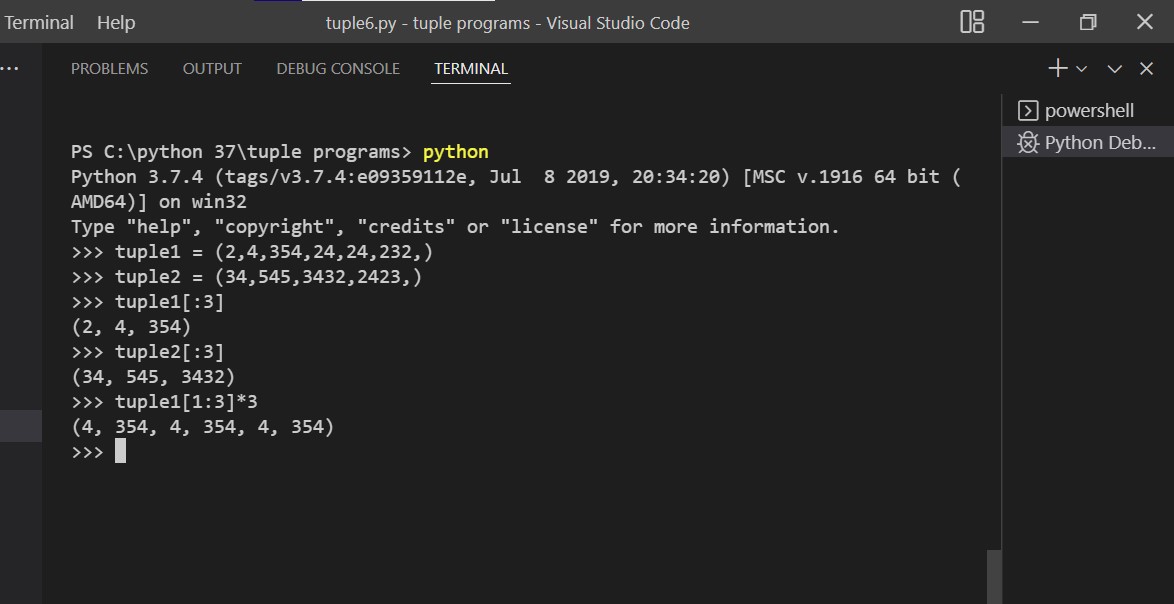 Terminal Help tuple6.py - tuple programs - Visual Studio Code
PROBLEMS OUTPUT DEBUG CONSOLE TERMINAL
powershell
Python Deb...
PS C:\python 37\tuple programs> python
Python 3.7.4 (tags/v3.7.4:e09359112e, Jul  8 2019, 20:34:20) [MSC v.1916 64 bit (
AMD64)] on win32
Type "help", "copyright", "credits" or "license" for more information.
>>> tuple1 = (2,4,354,24,24,232,)
>>> tuple2 = (34,545,3432,2423,)
>>> tuple1[:3]
(2, 4, 354)
>>> tuple2[:3]
(34, 545, 3432)
>>> tuple1[1:3]*3
(4, 354, 4, 354, 4, 354)
>>>